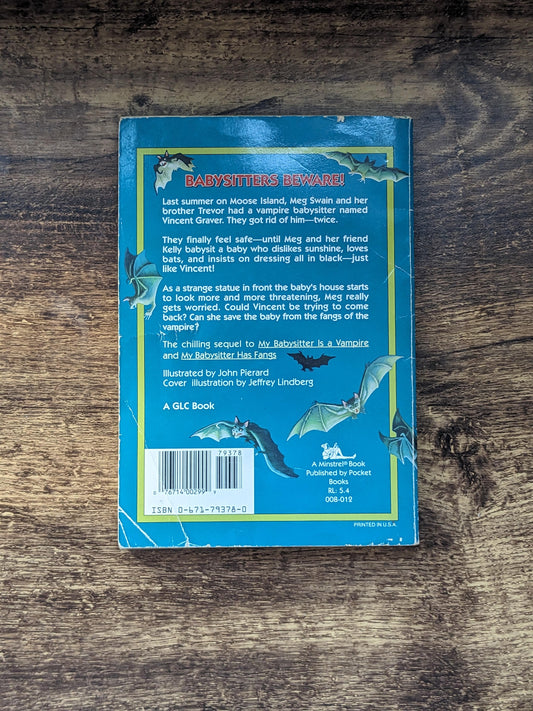 BABYSITTERS BEWARE!
Last summer on Moose Island, Meg Swain and her
brother Trevor had a vampire babysitter named
Vincent Graver. They got rid of him—twice.
They finally feel safe—until Meg and her friend
Kelly babysit a baby who dislikes sunshine, loves
bats, and insists on dressing all in black—just
like Vincent!
As a strange statue in front the baby's house starts
to look more and more threatening, Meg really
gets worried. Could Vincent be trying to come
back? Can she save the baby from the fangs of the
vampire?
The chilling sequel to My Babysitter Is a Vampire
and My Babysitter Has Fangs
Illustrated by John Pierard
Cover illustration by Jeffrey Lindberg
A GLC Book
79378
76714 00299 9
ISBN 0-671-79378-0
A Minstrel® Book
Published by Pocket
Books
RL: 5.4
008-012
PRINTED IN U.S.A.